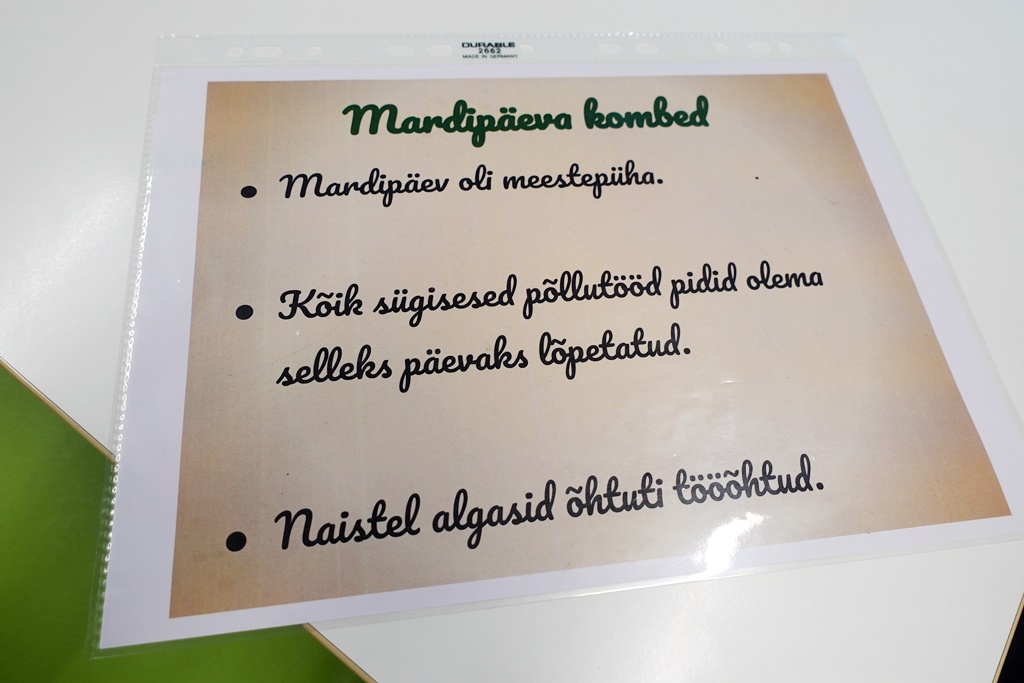 DURABLE
2662
MADE IN GERMANY
Mardipäeva kombed
• Mardipäev oli meestepüha.
• Kõik sügisesed põllutööd pidid olema
selleks päevaks lõpetatud.
• Naistel algasid õhtuti tööõhtud.